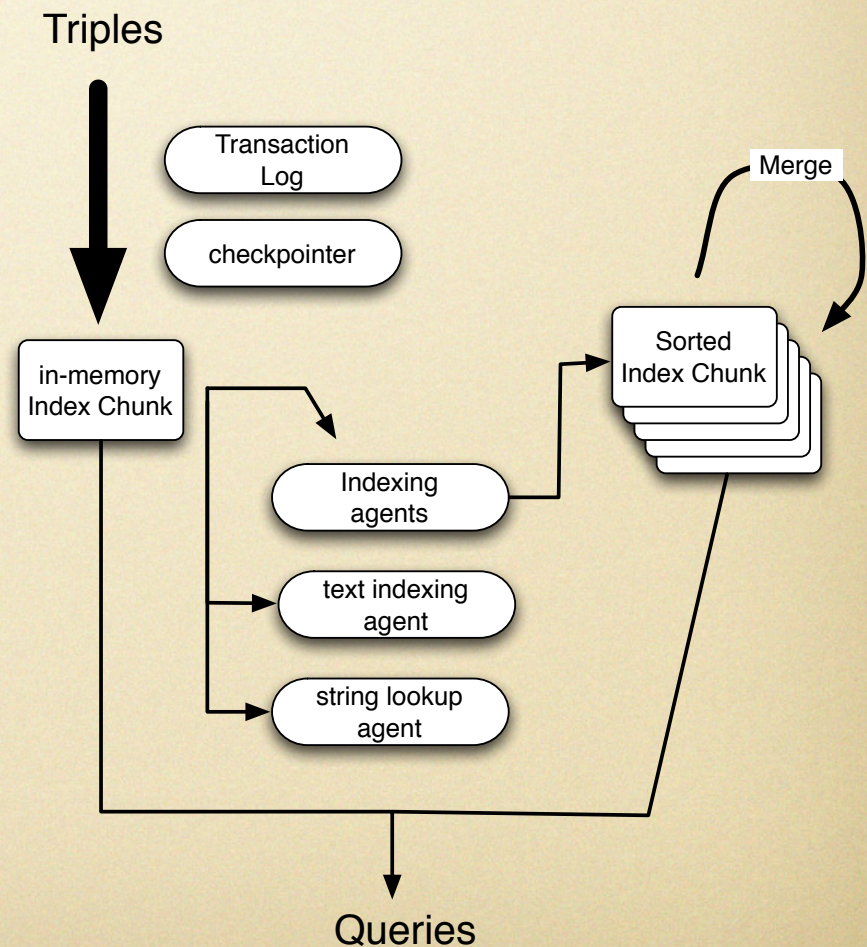 Triples
Transaction
Log
Merge
checkpointer
in-memory
Index Chunk
Sorted
Index Chunk
Indexing
agents
text indexing
agent
string lookup
agent
Queries